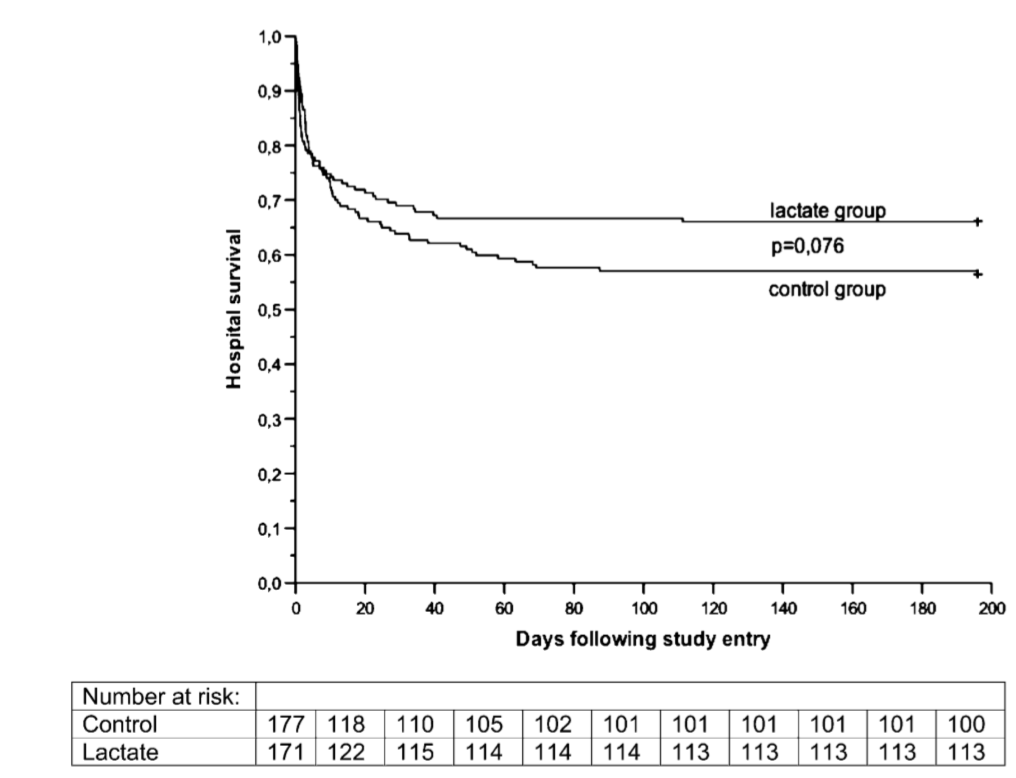 1,0
0,9
0,8
0,7
0,6
0,5
0,4
0,3
0,2
0,1
0,0
Hospital survival
lactate group
p=0,076
control group
0 20 40 60 80 100 120 140 160 180 200
Days following study entry
Number at risk:
Control 177 118 110 105 102 101 101 101 101 101 100
Lactate 171 122 115 114 114 114 113 113 113 113 113